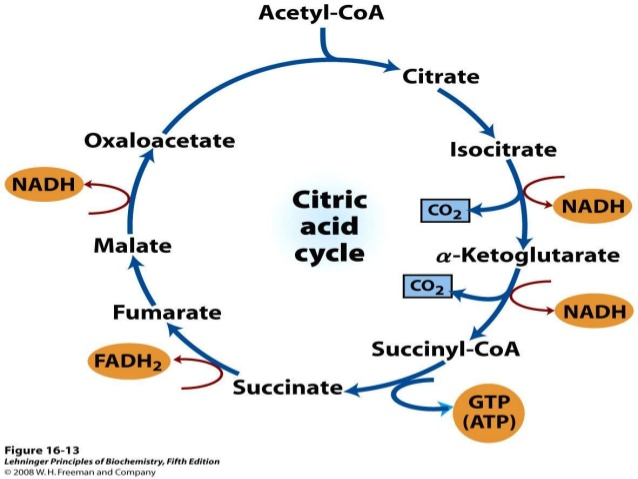 Acetyl-CoA
Citrate
Oxaloacetate
Isocitrate
NADH
Citric
acid
cycle
CO₂
NADH
Malate
α-Ketoglutarate
CO₂
NADH
Fumarate
Succinyl-CoA
FADH₂
Succinate
GTP
(ATP)
Figure 16-13
Lehninger Principles of Biochemistry, Fifth Edition
© 2008 W. H. Freeman and Company